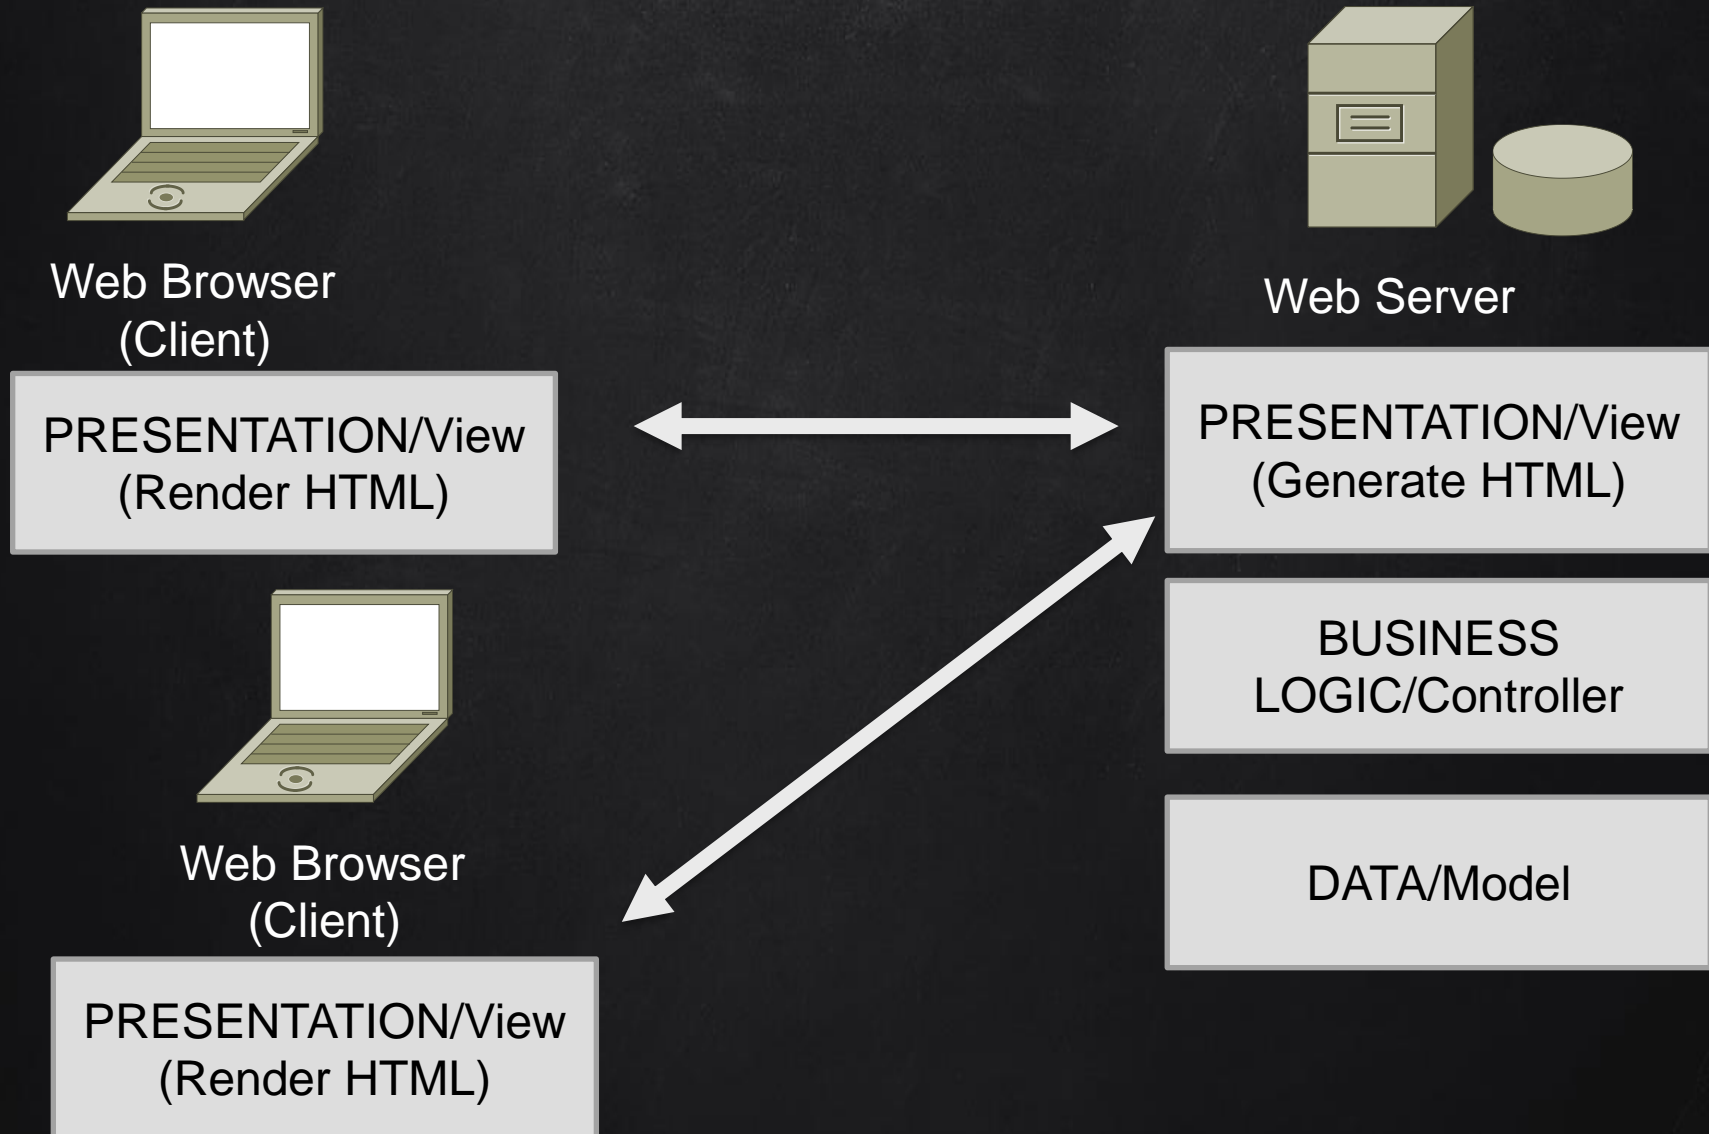 Web Browser
(Client)
PRESENTATION/View
(Render HTML)
Web Browser
(Client)
PRESENTATION/View
(Render HTML)
Web Server
PRESENTATION/View
(Generate HTML)
BUSINESS
LOGIC/Controller
DATA/Model